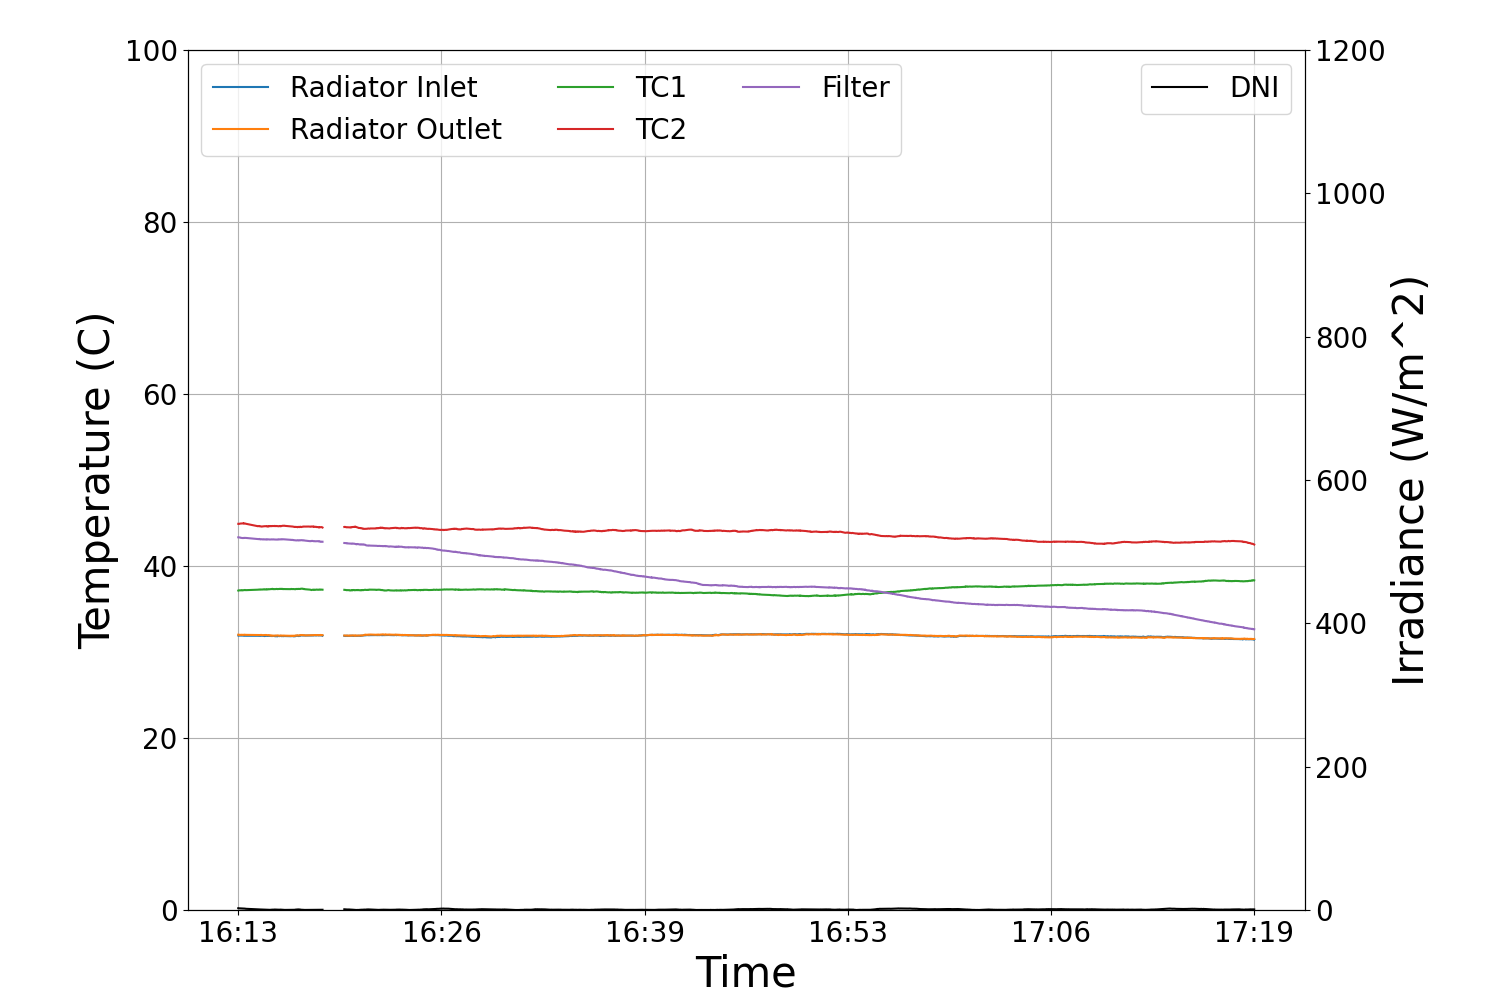 Radiator Inlet
Radiator Outlet
TC1
TC2
Filter
DNI
Temperature (C)
100
80
60
40
20
0
1200
1000
800
600
400
200
0
Irradiance (W/m^2)
16:13 16:26 16:39 16:53 17:06 17:19
Time